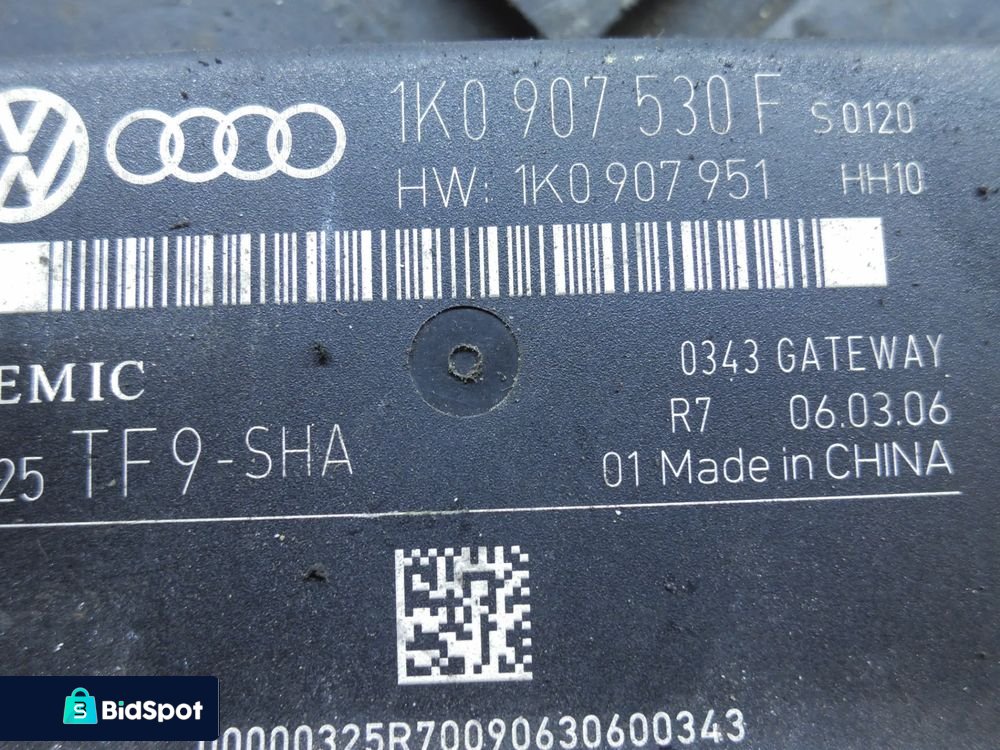 1K0 907 530 F S 0120
HW: 1K0 907 951 HH10
EMIC
0343 GATEWAY
R7 06.03.06
25 TF9-SHA
01 Made in CHINA
00000325R70090630600343
BidSpot